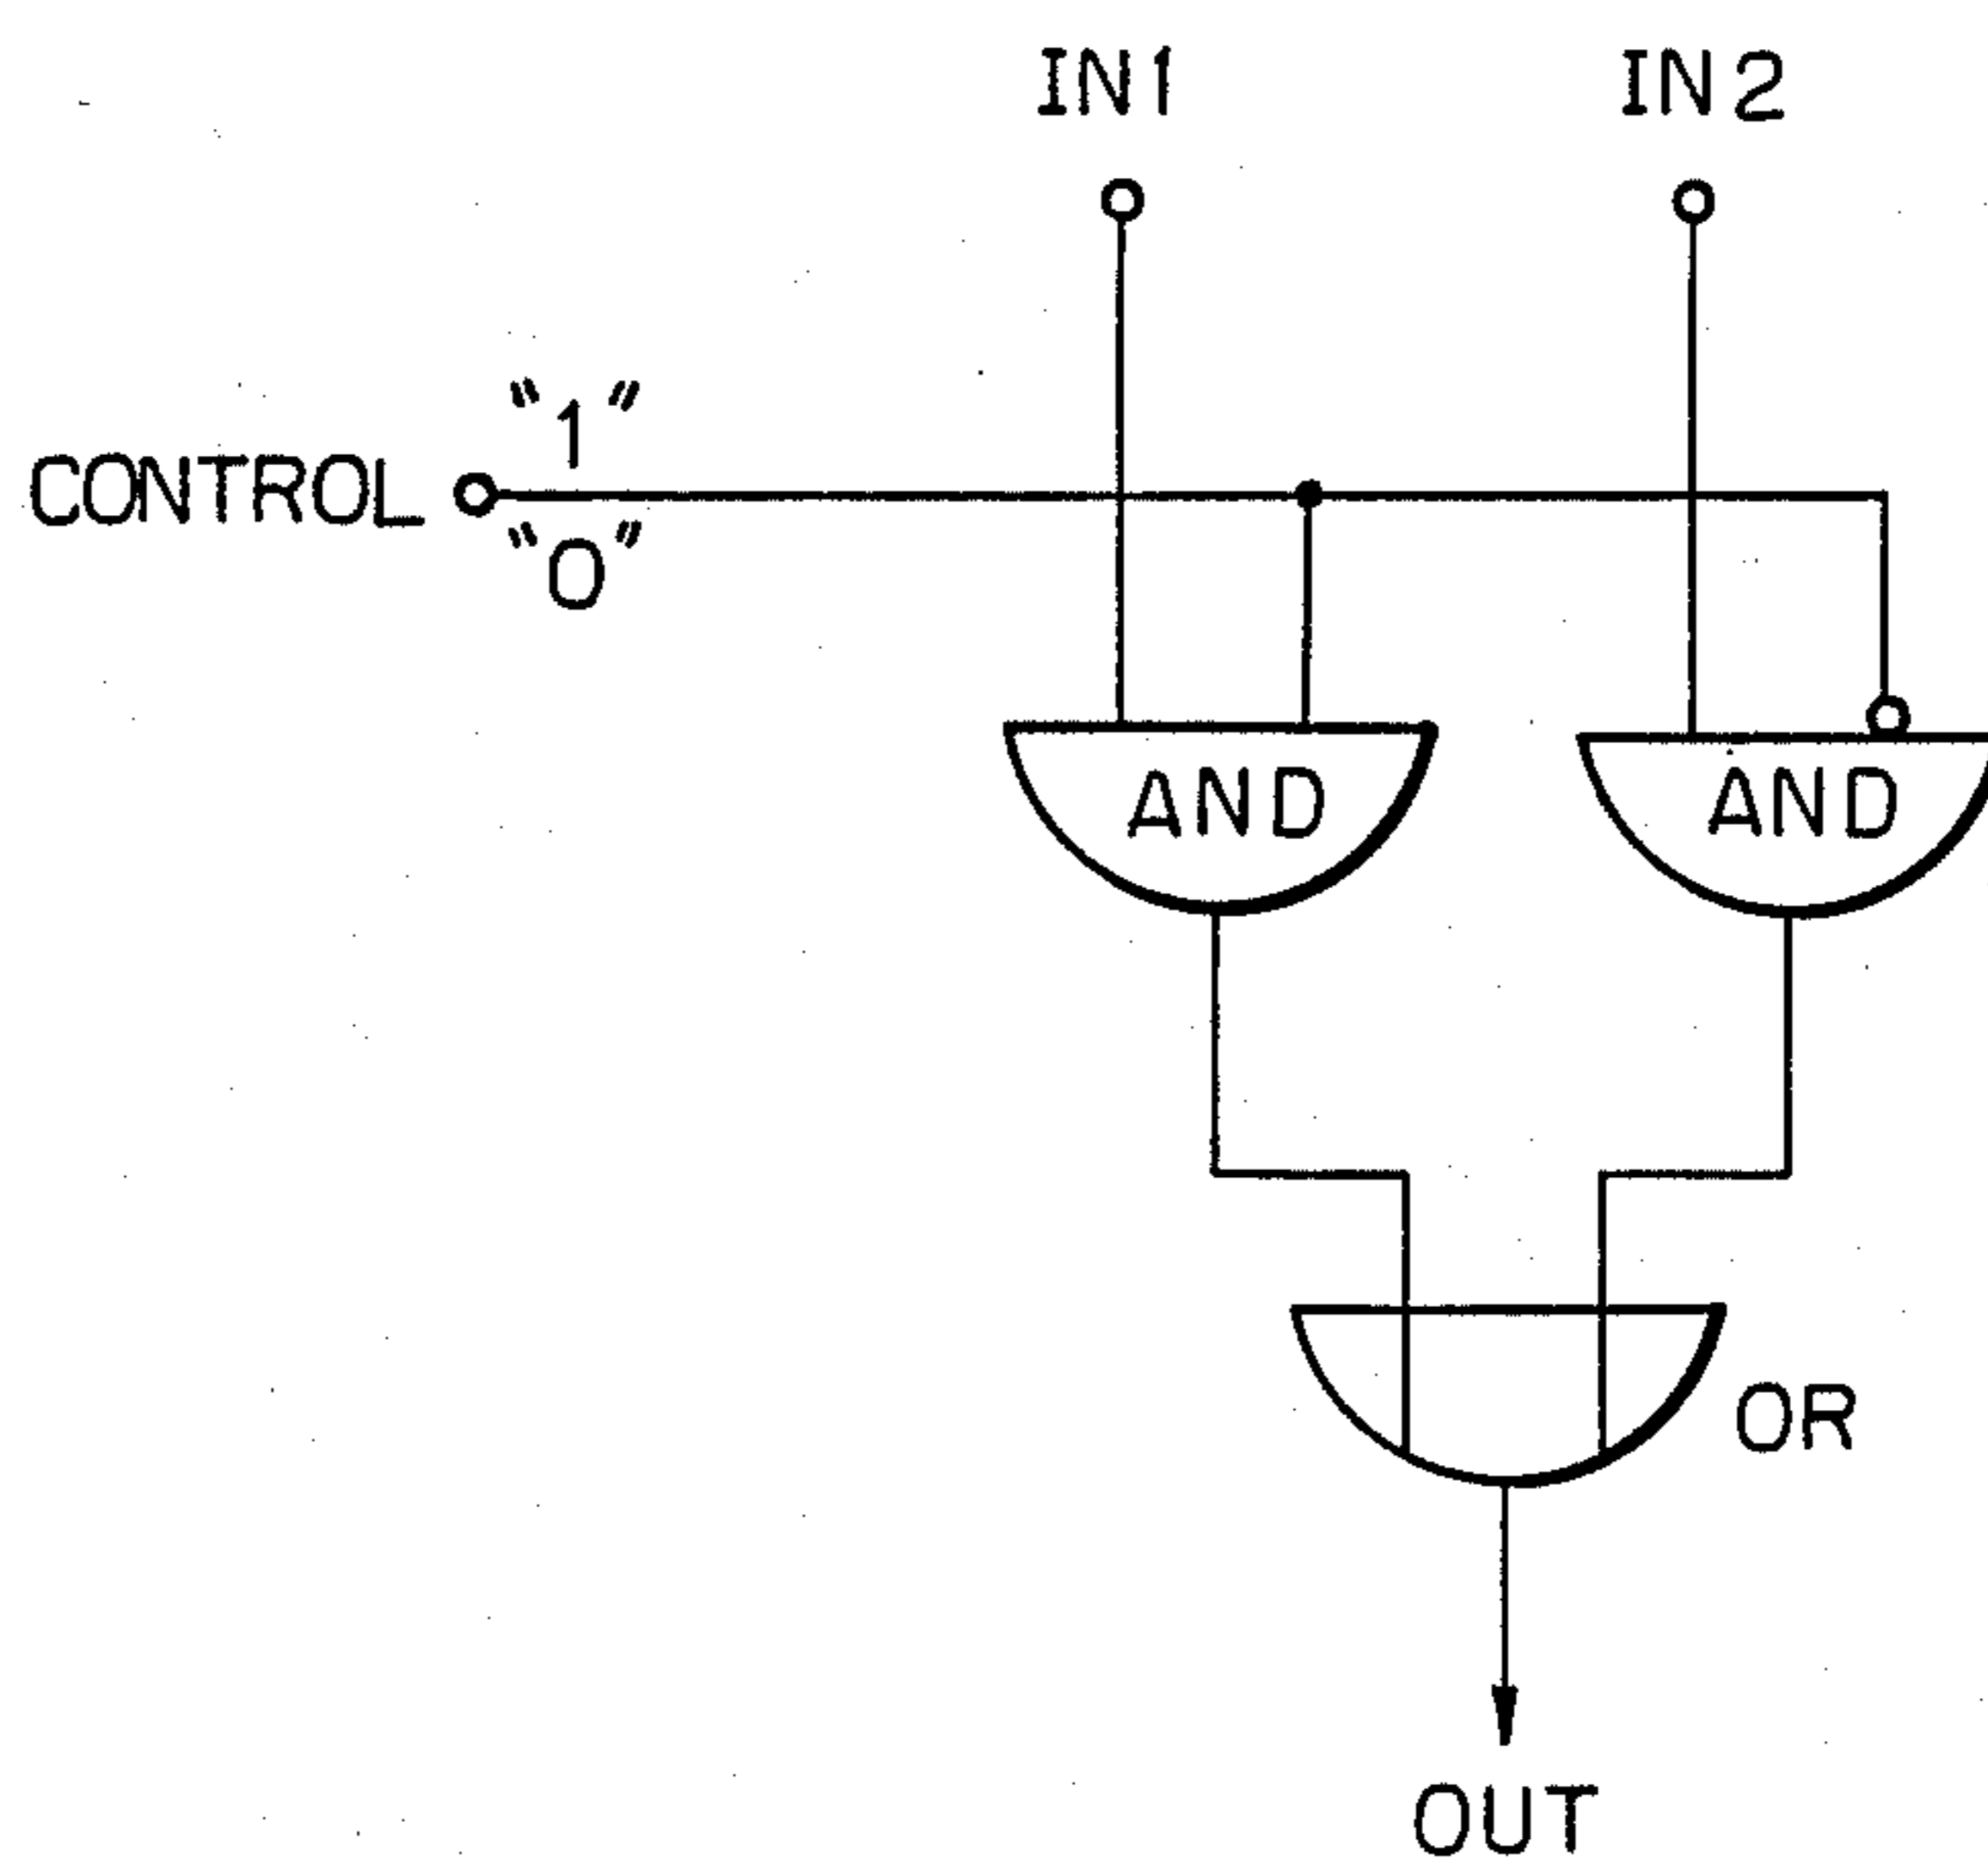 IN1
IN2
“1”
CONTROL
“0”
AND
AND
OR
OUT